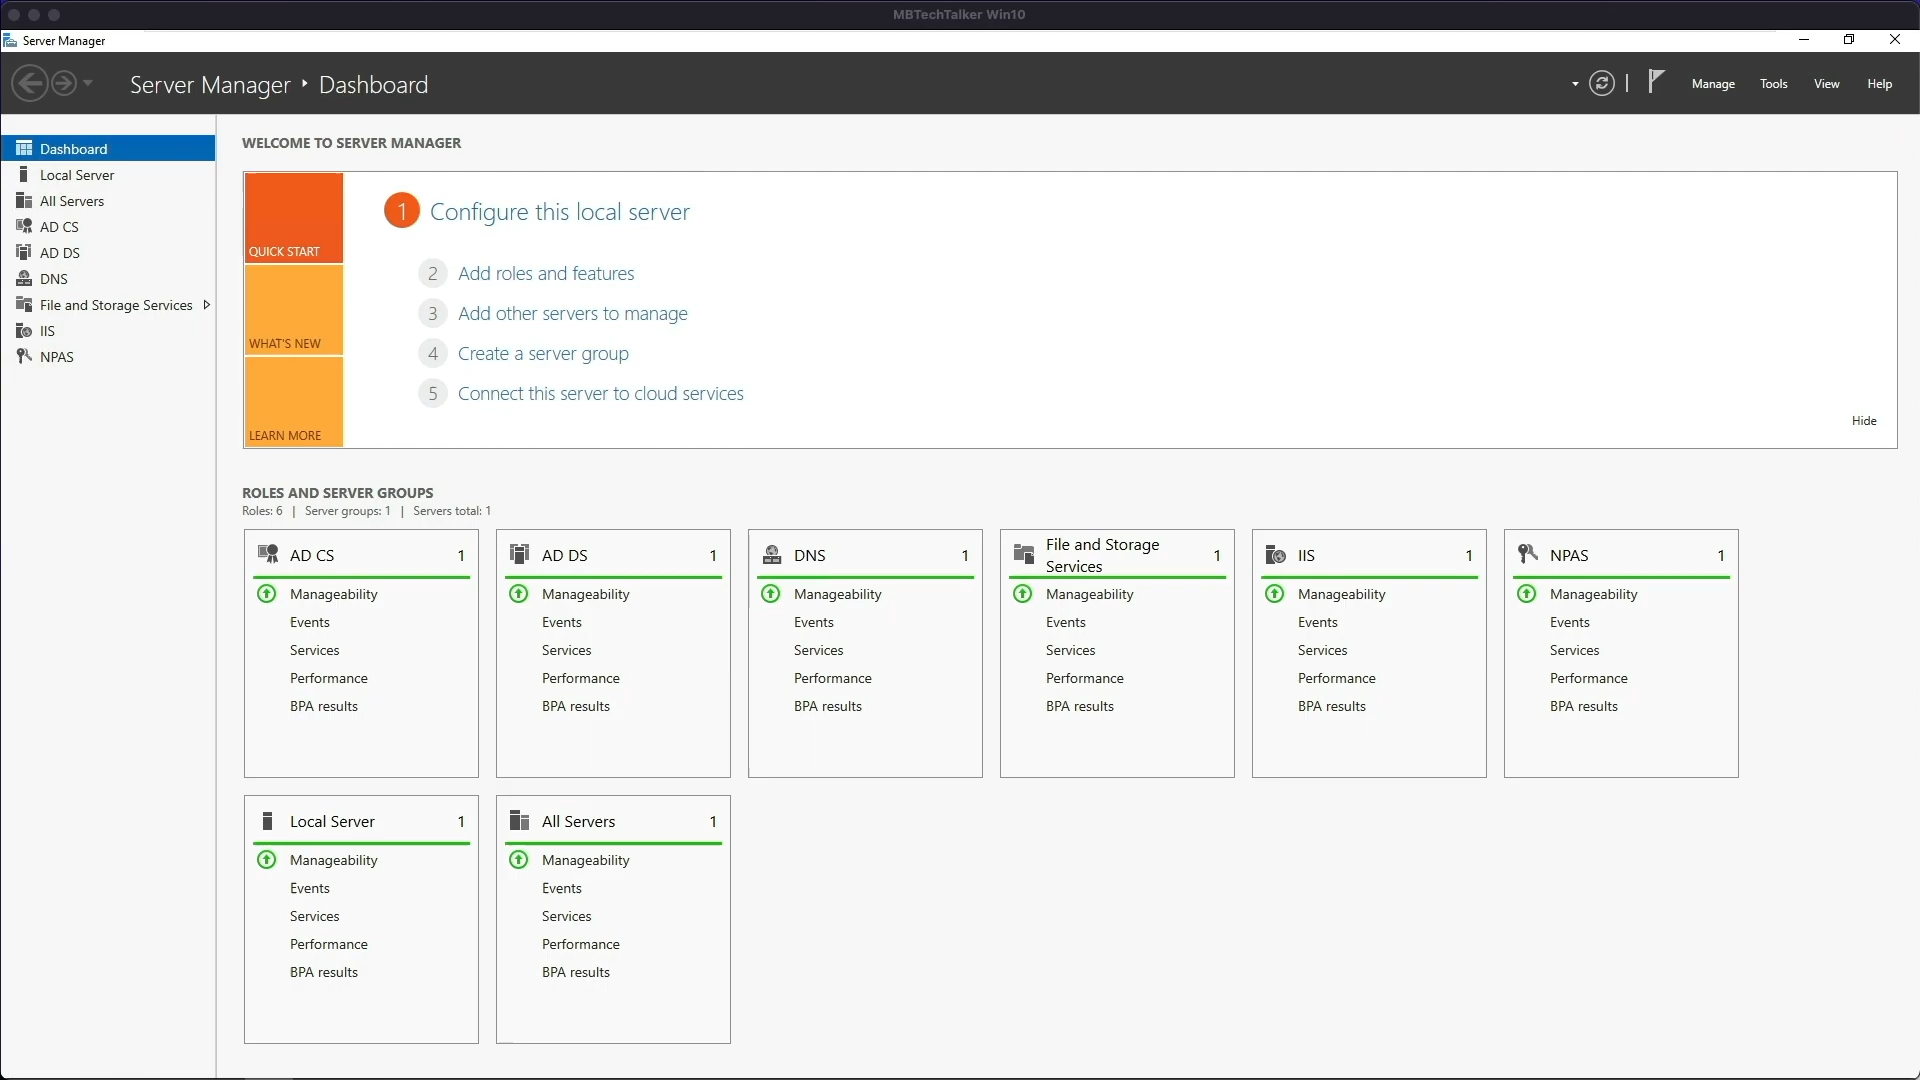 MBTechTalker Win10
Server Manager
Server Manager ‣ Dashboard
Manage
Tools
View
Help
Dashboard
Local Server
All Servers
AD CS
AD DS
DNS
File and Storage Services
IIS
NPAS
WELCOME TO SERVER MANAGER
QUICK START
WHAT'S NEW
LEARN MORE
1 Configure this local server
2 Add roles and features
3 Add other servers to manage
4 Create a server group
5 Connect this server to cloud services
Hide
ROLES AND SERVER GROUPS
Roles: 6 | Server groups: 1 | Servers total: 1
AD CS 1
Manageability
Events
Services
Performance
BPA results
AD DS 1
Manageability
Events
Services
Performance
BPA results
DNS 1
Manageability
Events
Services
Performance
BPA results
File and Storage
Services 1
Manageability
Events
Services
Performance
BPA results
IIS 1
Manageability
Events
Services
Performance
BPA results
NPAS 1
Manageability
Events
Services
Performance
BPA results
Local Server 1
Manageability
Events
Services
Performance
BPA results
All Servers 1
Manageability
Events
Services
Performance
BPA results